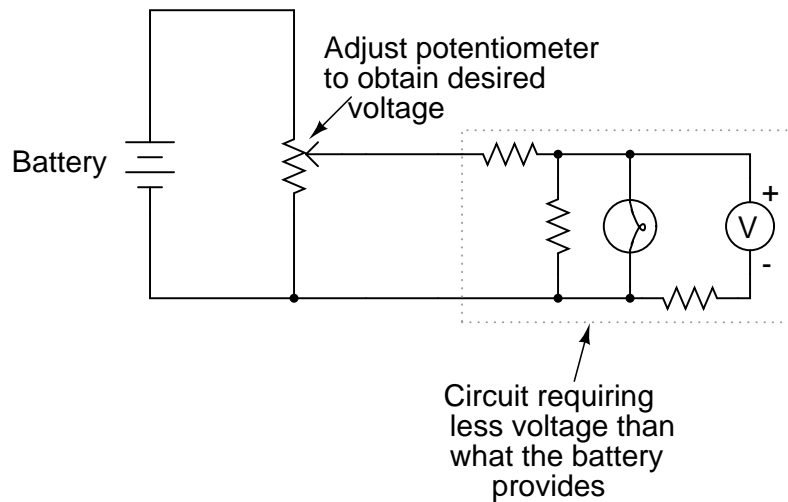 Adjust potentiometer
to obtain desired
voltage
Battery
+
V
-
Circuit requiring
less voltage than
what the battery
provides